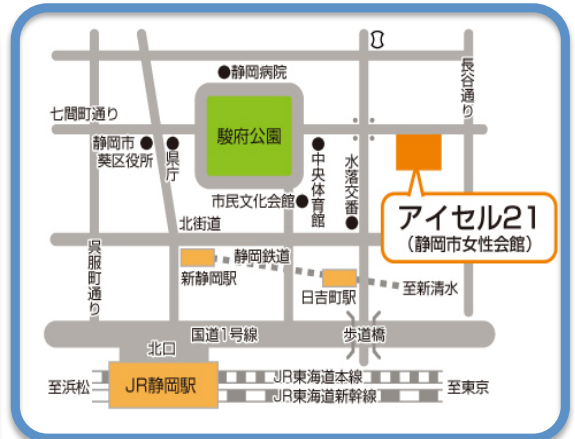 静岡病院
長谷通り
七間町通り
駿府公園
静岡市
葵区役所
県庁
中央体育館
水落交番
市民文化会館
アイセル21
(静岡市女性会館)
北街道
呉服町通り
静岡鉄道
新静岡駅
日吉町駅
至新清水
国道1号線
歩道橋
北口
至浜松
JR静岡駅
JR東海道本線
JR東海道新幹線
至東京